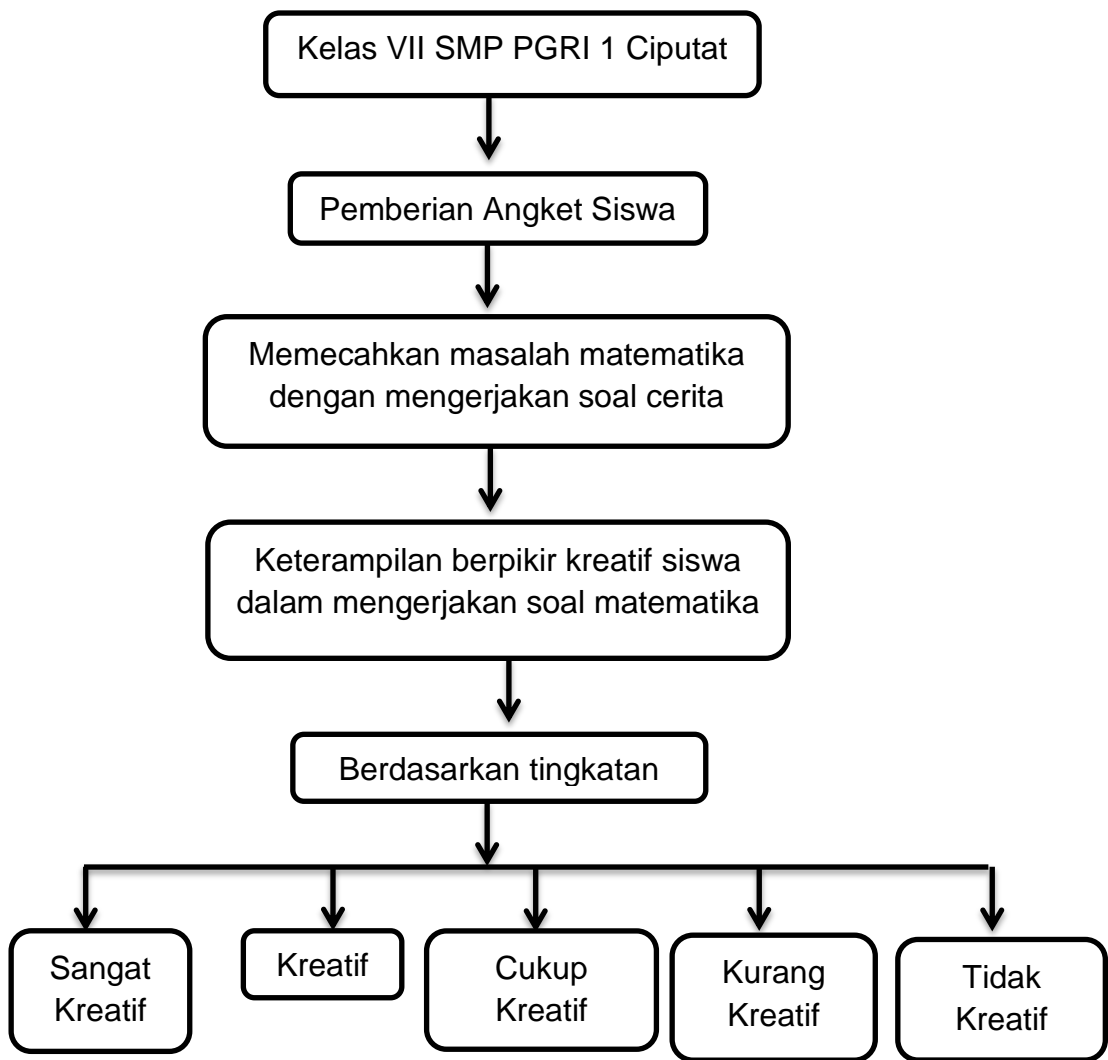 Kelas VII SMP PGRI 1 Ciputat
Pemberian Angket Siswa
Memecahkan masalah matematika
dengan mengerjakan soal cerita
Keterampilan berpikir kreatif siswa
dalam mengerjakan soal matematika
Berdasarkan tingkatan
Sangat
Kreatif
Kreatif
Cukup
Kreatif
Kurang
Kreatif
Tidak
Kreatif